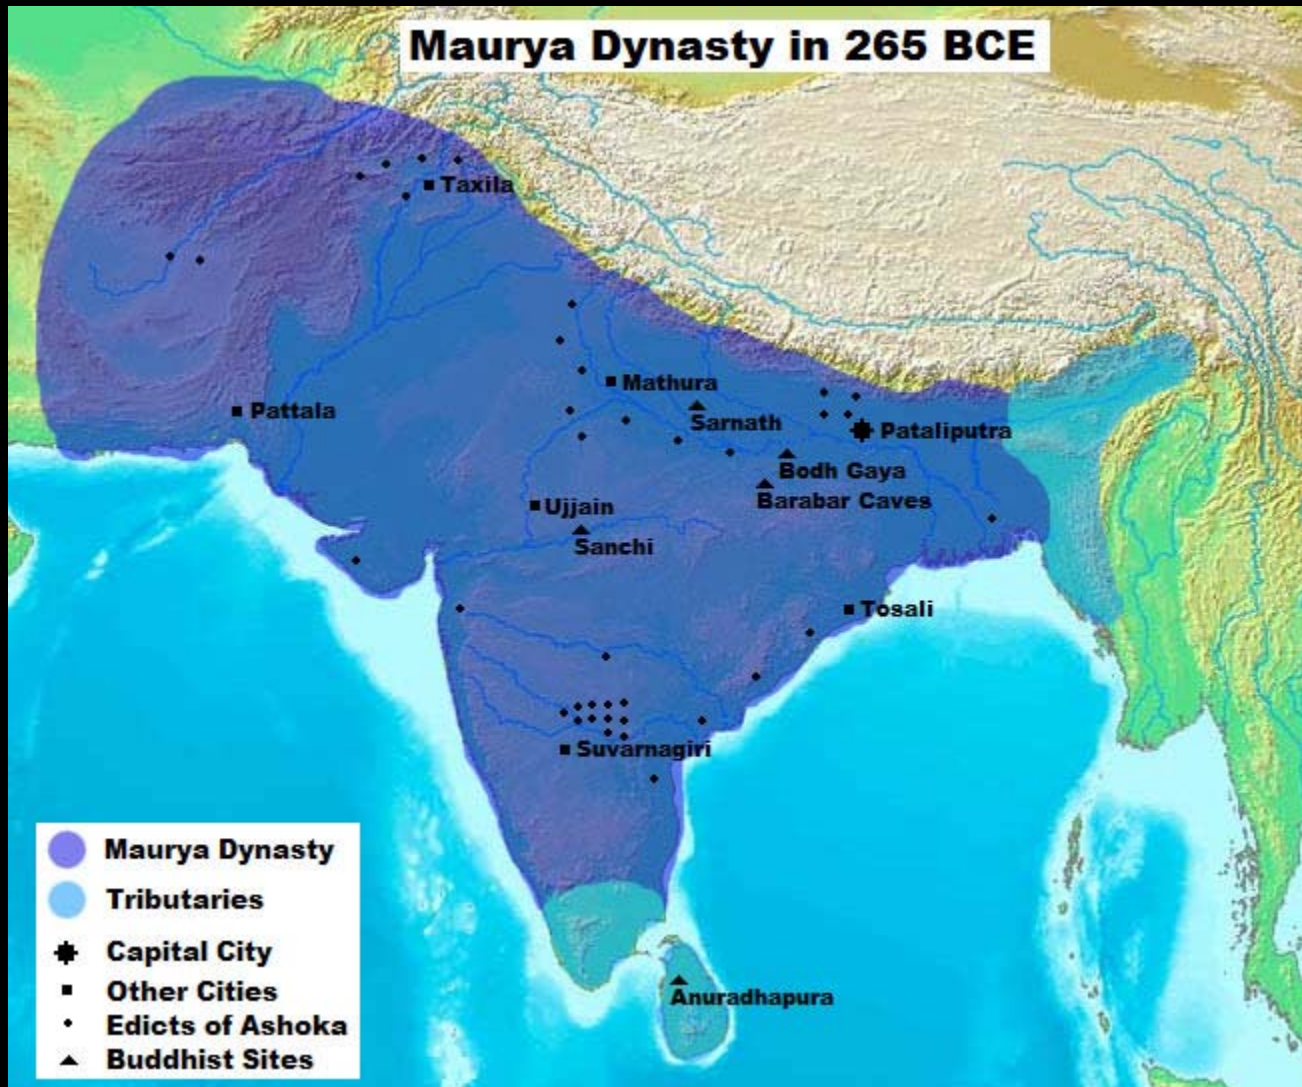 Maurya Dynasty in 265 BCE
Taxila
Mathura
Pattala
Sarnath
Pataliputra
Bodh Gaya
Barabar Caves
Ujjain
Sanchi
Tosali
Suvarnagiri
Anuradhapura
Maurya Dynasty
Tributaries
Capital City
Other Cities
Edicts of Ashoka
Buddhist Sites